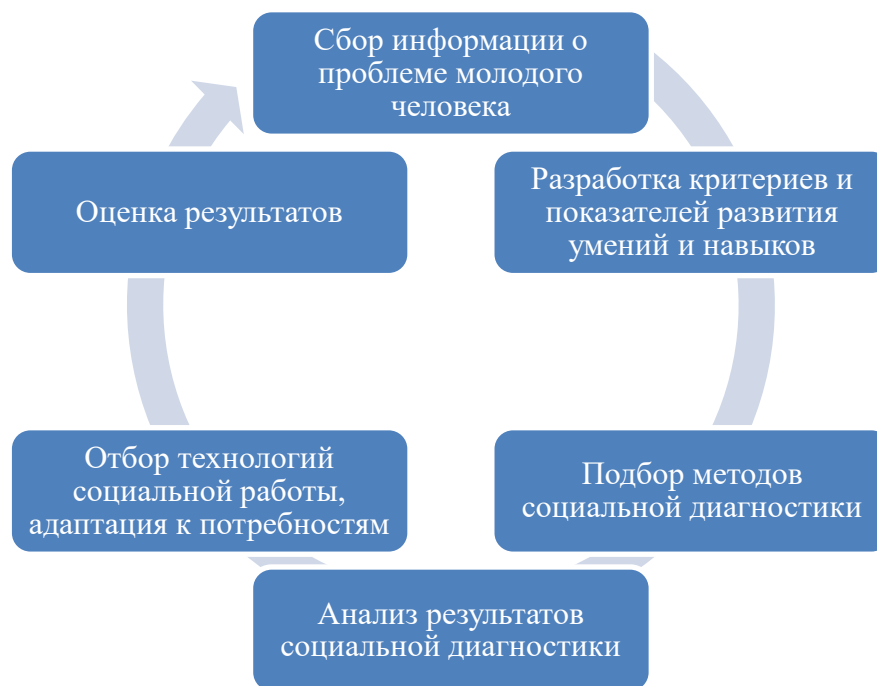 Сбор информации о
проблеме молодого
человека
Разработка критериев и
показателей развития
умений и навыков
Подбор методов
социальной диагностики
Анализ результатов
социальной диагностики
Отбор технологий
социальной работы,
адаптация к потребностям
Оценка результатов